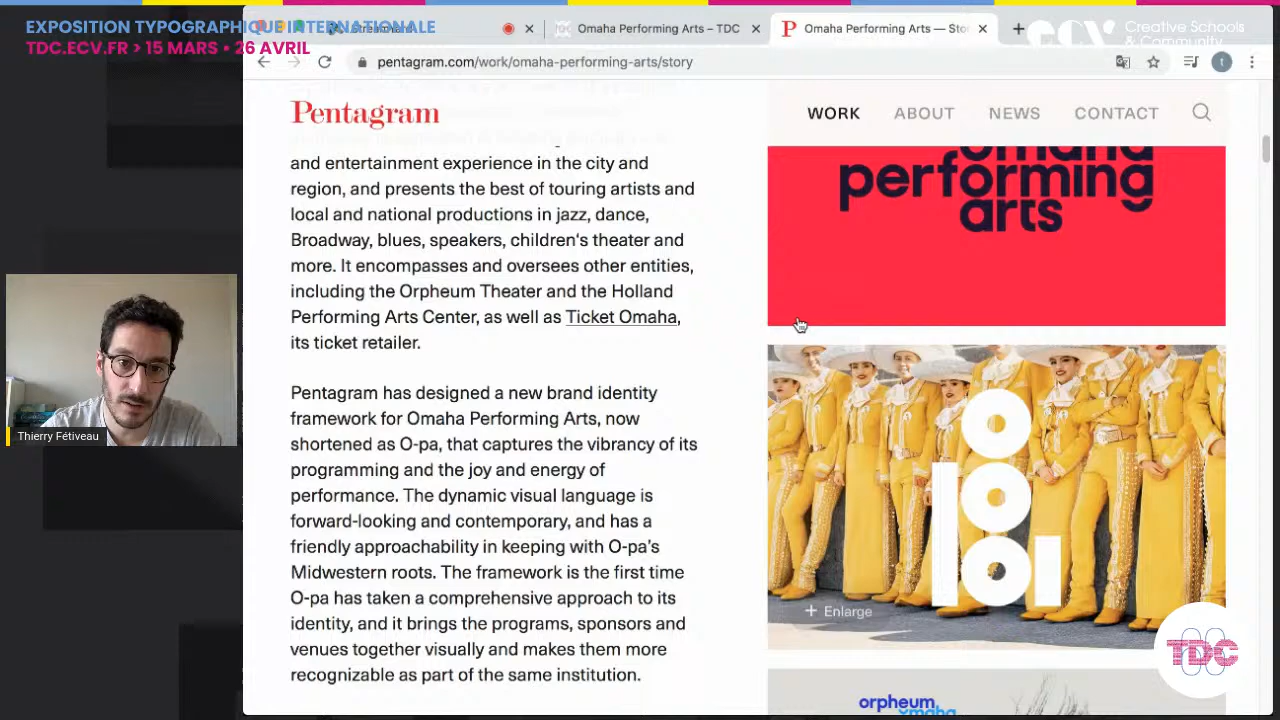 EXPOSITION TYPOGRAPHIQUE INTERNATIONALE
TDC.ECV.FR > 15 MARS • 26 AVRIL
Omaha Performing Arts – TDC
Omaha Performing Arts — Stor
ecv
Creative Schools
& Community
pentagram.com/work/omaha-performing-arts/story
t
Pentagram
WORK
ABOUT
NEWS
CONTACT
and entertainment experience in the city and
region, and presents the best of touring artists and
local and national productions in jazz, dance,
Broadway, blues, speakers, children's theater and
more. It encompasses and oversees other entities,
including the Orpheum Theater and the Holland
Performing Arts Center, as well as Ticket Omaha,
its ticket retailer.
Pentagram has designed a new brand identity
framework for Omaha Performing Arts, now
shortened as O-pa, that captures the vibrancy of its
programming and the joy and energy of
performance. The dynamic visual language is
forward-looking and contemporary, and has a
friendly approachability in keeping with O-pa's
Midwestern roots. The framework is the first time
O-pa has taken a comprehensive approach to its
identity, and it brings the programs, sponsors and
venues together visually and makes them more
recognizable as part of the same institution.
omaha
performing
arts
+ Enlarge
orpheum
omaha
Thierry Fétiveau
TDC